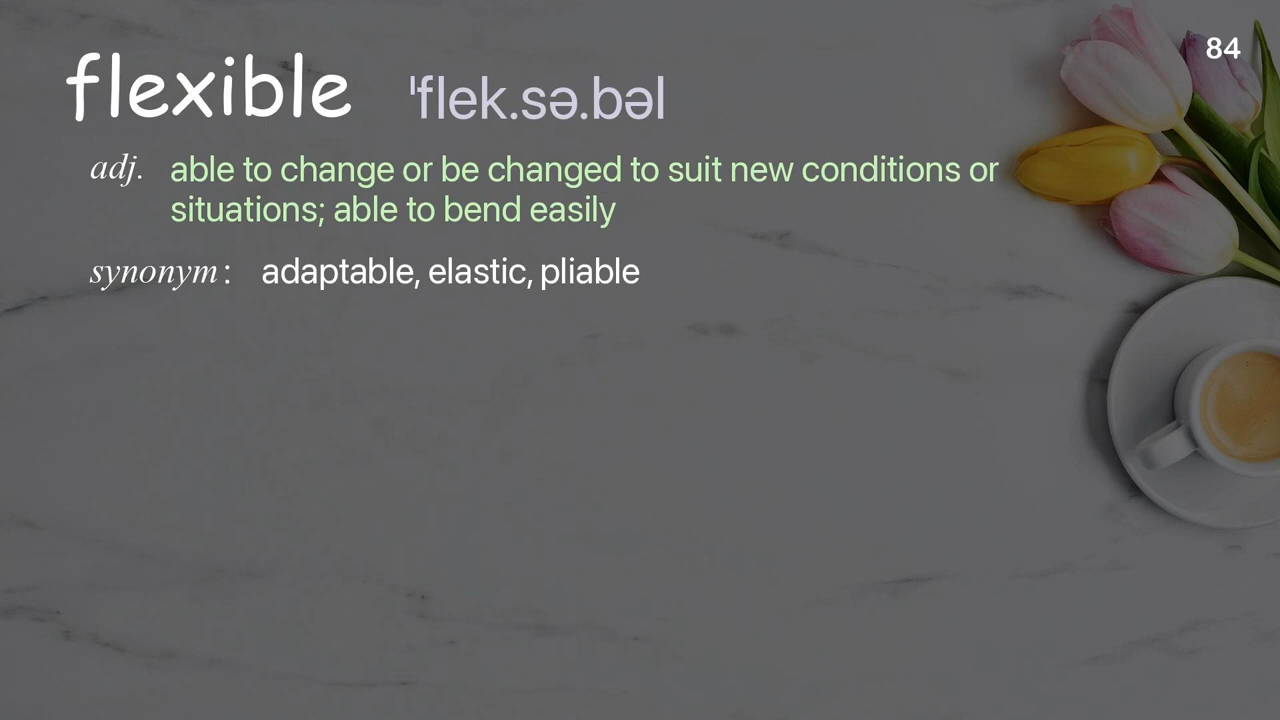 84
flexible ˈflek.sə.bəl
adj. able to change or be changed to suit new conditions or
situations; able to bend easily
synonym: adaptable, elastic, pliable